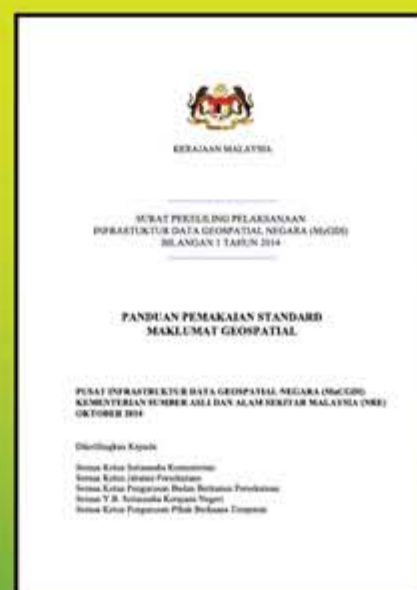 KERAJAAN MALAYSIA
SURAT PEKELILING PELAKSANAAN
INFRASTUKTUR DATA GEOSPATIAL NEGARA (MyGDI)
BILANGAN 1 TAHUN 2014
PANDUAN PEMAKAIAN STANDARD
MAKLUMAT GEOSPATIAL
PUSAT INFRASTRUKTUR DATA GEOSPATIAL NEGARA (MaCGDI)
KEMENTERIAN SUMBER ASLI DAN ALAM SEKITAR MALAYSIA (NRE)
OKTOBER 2014
Dikelilingkan Kepada:
Semua Ketua Setiausaha Kementerian
Semua Ketua Jabatan Persekutuan
Semua Ketua Pengurusan Badan Berkanun Persekutuan
Semua Y.B. Setiausaha Kerajaan Negeri
Semua Ketua Pengurusan Pihak Berkuasa Tempatan